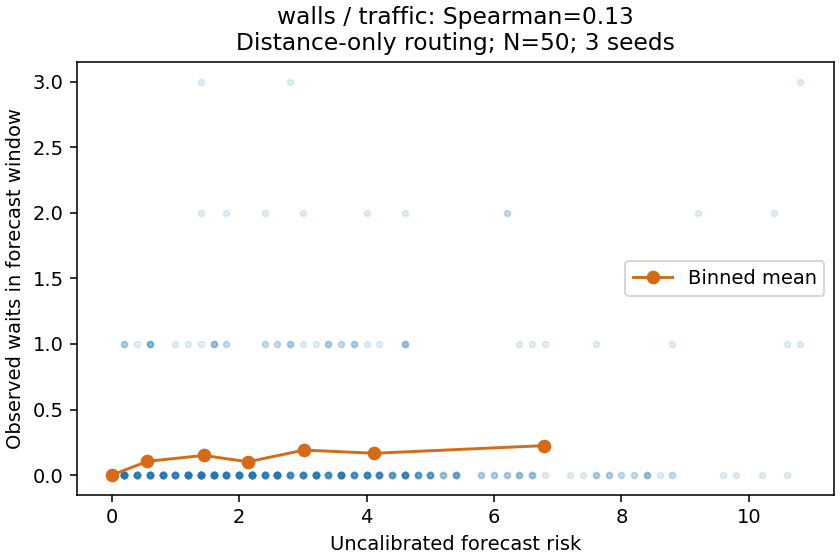 walls / traffic: Spearman=0.13
Distance-only routing; N=50; 3 seeds
Observed waits in forecast window
3.0
2.5
2.0
1.5
1.0
0.5
0.0
Binned mean
0 2 4 6 8 10
Uncalibrated forecast risk